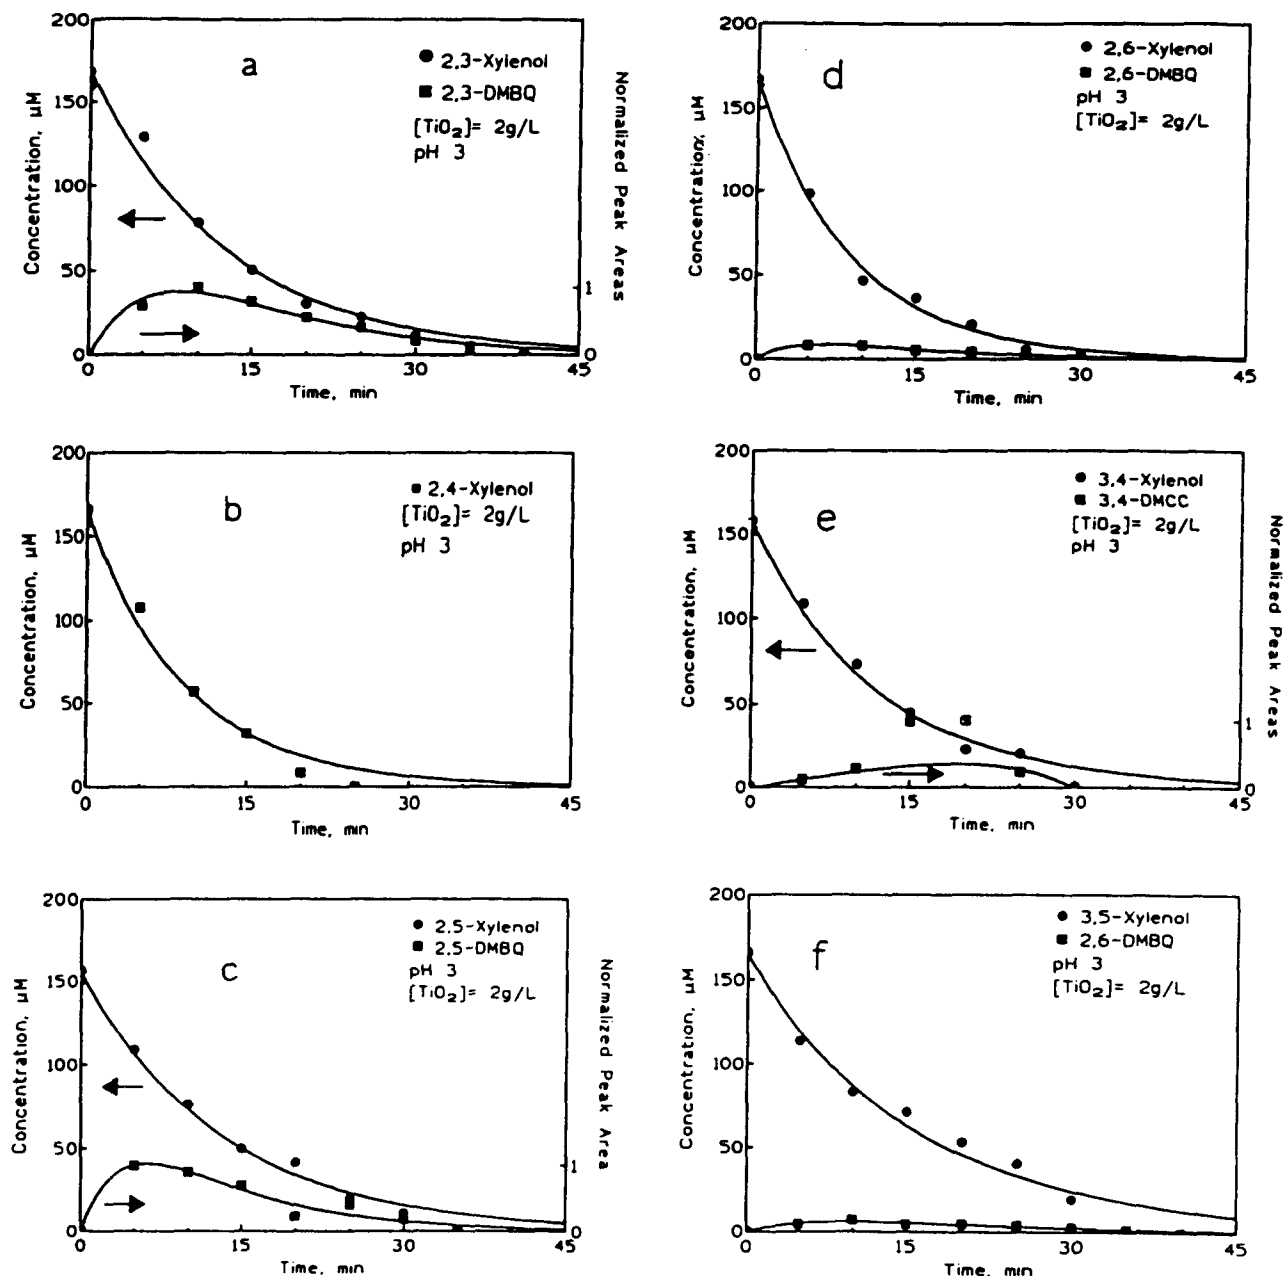 a
200
150
100
50
0
Concentration, μM
2,3-Xylenol
2,3-DMBQ
[TiO2]= 2g/L
pH 3
1
0
Normalized Peak Areas
0 15 30 45
Time, min
d
200
150
100
50
0
Concentration, μM
2,6-Xylenol
2,6-DMBQ
pH 3
[TiO2]= 2g/L
0 15 30 45
Time, min
b
200
150
100
50
0
Concentration, μM
2,4-Xylenol
[TiO2]= 2g/L
pH 3
0 15 30 45
Time, min
e
200
150
100
50
0
Concentration, μM
3,4-Xylenol
3,4-DMCC
[TiO2]= 2g/L
pH 3
1
0
Normalized Peak Areas
0 15 30 45
Time, min
c
200
150
100
50
0
Concentration, μM
2,5-Xylenol
2,5-DMBQ
pH 3
[TiO2]= 2g/L
1
0
Normalized Peak Area
0 15 30 45
Time, min
f
200
150
100
50
0
Concentration, μM
3,5-Xylenol
2,6-DMBQ
pH 3
[TiO2]= 2g/L
0 15 30 45
Time, min